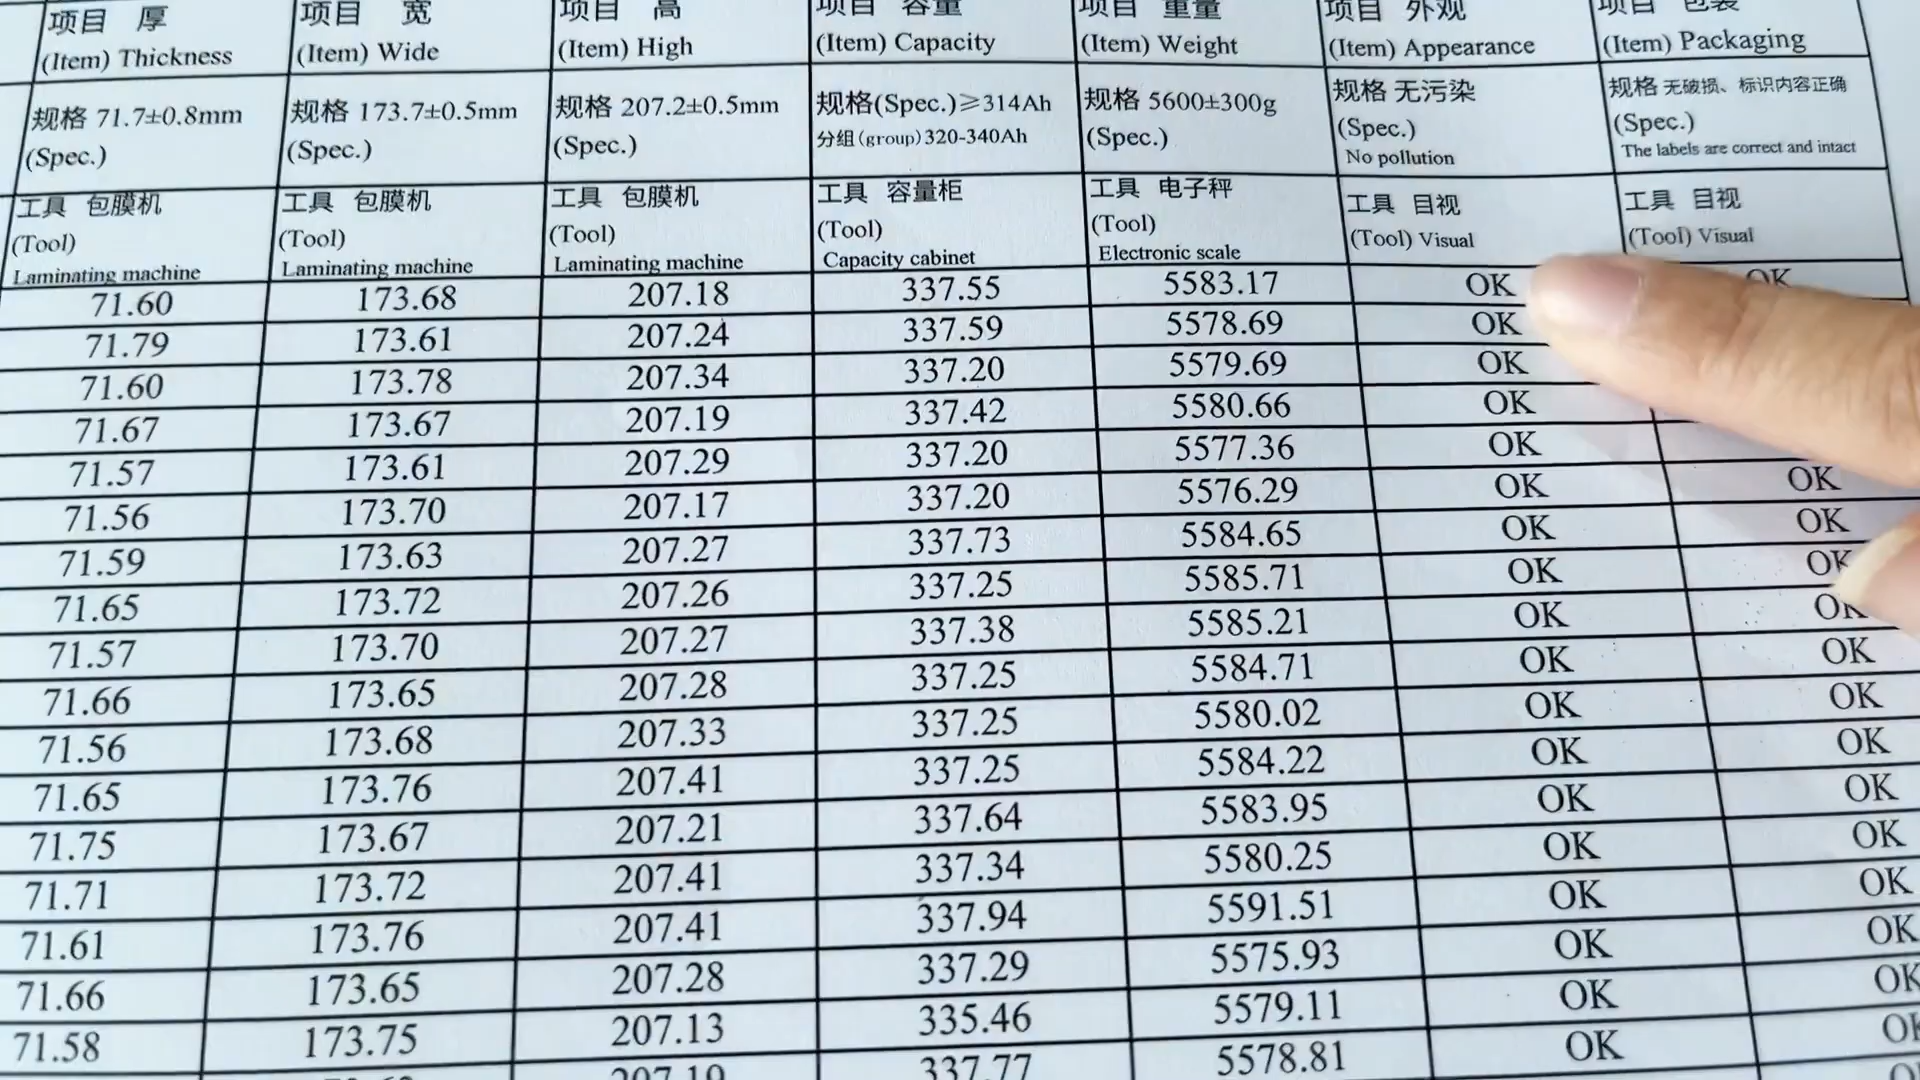 项目 厚 项目 宽 项目 高 项目 容量 项目 重量 项目 外观 项目 包装
(Item) Thickness (Item) Wide (Item) High (Item) Capacity (Item) Weight (Item) Appearance (Item) Packaging
规格 71.7±0.8mm 规格 173.7±0.5mm 规格 207.2±0.5mm 规格(Spec.)≥314Ah 规格 5600±300g 规格 无污染 规格 无破损、标识内容正确
(Spec.) (Spec.) (Spec.) 分组(group)320-340Ah (Spec.) (Spec.) (Spec.)
No pollution The labels are correct and intact
工具 包膜机 工具 包膜机 工具 包膜机 工具 容量柜 工具 电子秤 工具 目视 工具 目视
(Tool) (Tool) (Tool) (Tool) (Tool) (Tool) Visual (Tool) Visual
Laminating machine Laminating machine Laminating machine Capacity cabinet Electronic scale
71.60 173.68 207.18 337.55 5583.17 OK OK
71.79 173.61 207.24 337.59 5578.69 OK
71.60 173.78 207.34 337.20 5579.69 OK
71.67 173.67 207.19 337.42 5580.66 OK
71.57 173.61 207.29 337.20 5577.36 OK
71.56 173.70 207.17 337.20 5576.29 OK OK
71.59 173.63 207.27 337.73 5584.65 OK OK
71.65 173.72 207.26 337.25 5585.71 OK OK
71.57 173.70 207.27 337.38 5585.21 OK OK
71.66 173.65 207.28 337.25 5584.71 OK OK
71.56 173.68 207.33 337.25 5580.02 OK OK
71.65 173.76 207.41 337.25 5584.22 OK OK
71.75 173.67 207.21 337.64 5583.95 OK OK
71.71 173.72 207.41 337.34 5580.25 OK OK
71.61 173.76 207.41 337.94 5591.51 OK OK
71.66 173.65 207.28 337.29 5575.93 OK OK
71.58 173.75 207.13 335.46 5579.11 OK OK
207.19 337.77 5578.81 OK OK